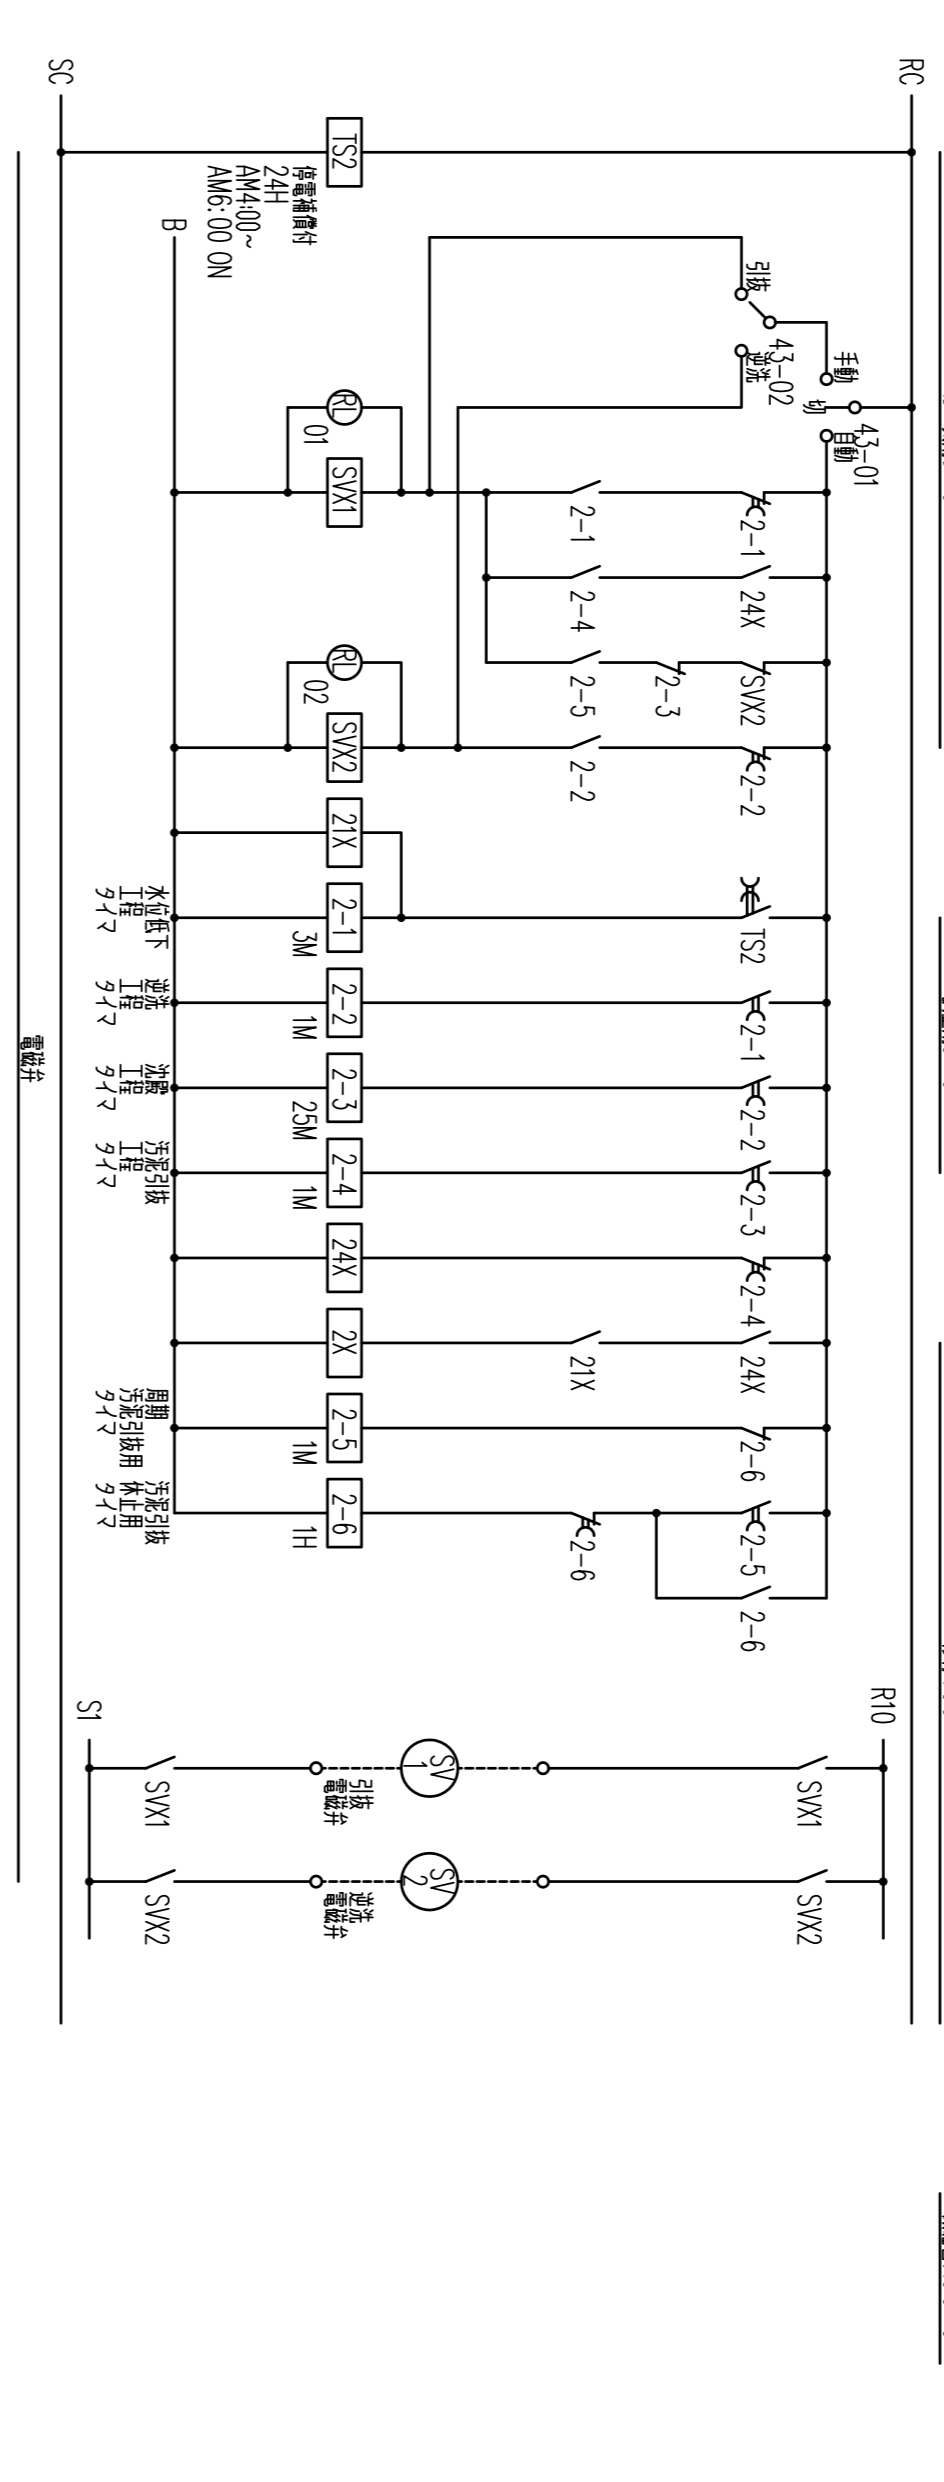 RC
SC
TS2
停電補償付
24H
AM4:00~
AM6:00 ON
B
手動
切
自動
43-01
引抜
43-02
逆洗
RL
01
SVX1
2-1
2-1
24X
2-4
SVX2
2-3
2-5
2-2
2-2
RL
02
SVX2
21X
TS2
2-1
3M
水位低下
工程
タイマ
2-1
2-2
1M
逆洗
工程
タイマ
2-2
2-3
25M
沈殿
工程
タイマ
2-3
2-4
1M
汚泥引抜
工程
タイマ
2-4
24X
24X
21X
2X
2-6
2-5
1M
周期
汚泥引抜用
タイマ
2-5
2-6
2-6
2-6
1H
汚泥引抜
休止用
タイマ
R10
S1
SVX1
SV
1
引抜
電磁弁
SVX1
SVX2
SV
2
逆洗
電磁弁
SVX2
電磁弁